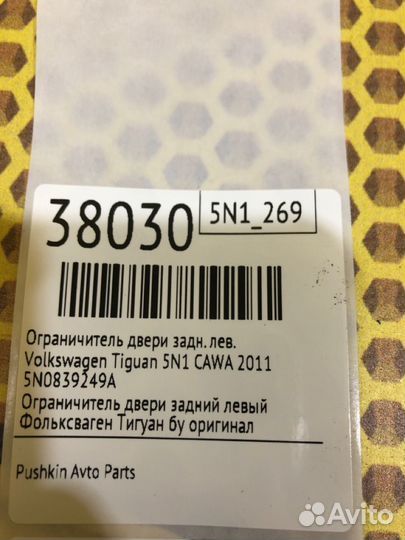 38030
5N1_269
Ограничитель двери задн. лев.
Volkswagen Tiguan 5N1 CAWA 2011
5N0839249A
Ограничитель двери задний левый
Фольксваген Тигуан бу оригинал
Pushkin Avto Parts
Avito